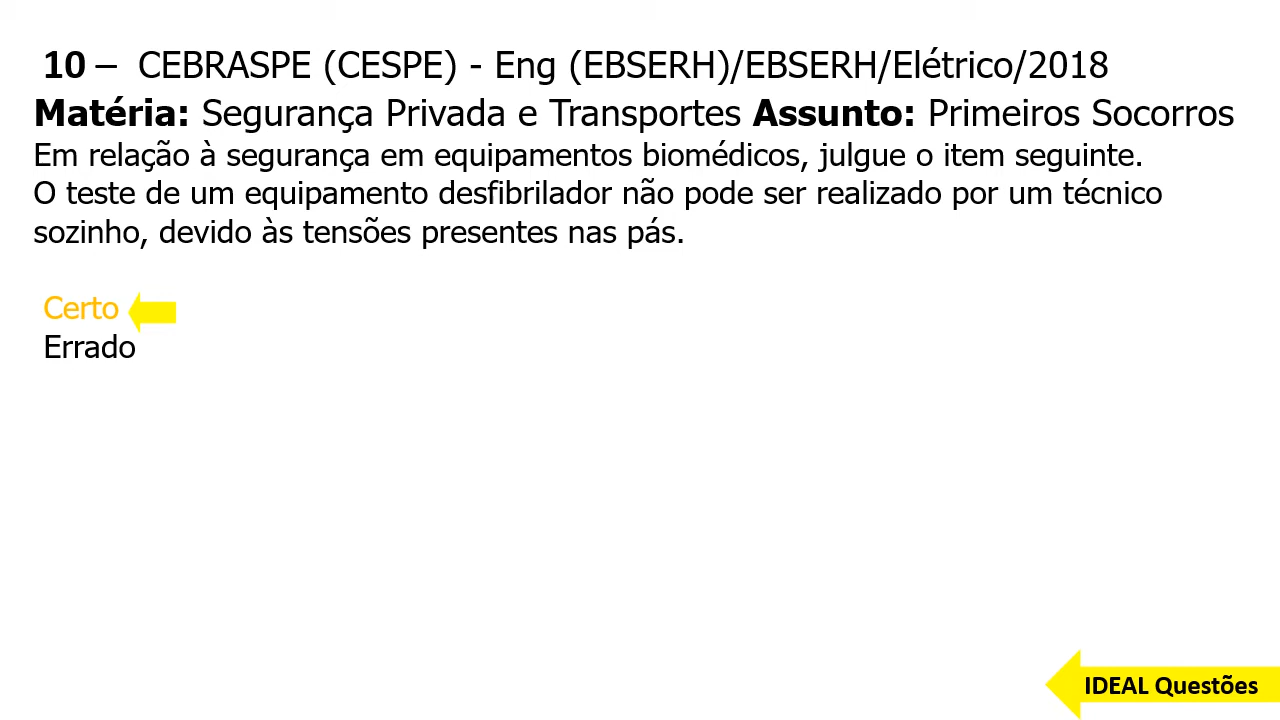 10 – CEBRASPE (CESPE) - Eng (EBSERH)/EBSERH/Elétrico/2018
Matéria: Segurança Privada e Transportes Assunto: Primeiros Socorros
Em relação à segurança em equipamentos biomédicos, julgue o item seguinte.
O teste de um equipamento desfibrilador não pode ser realizado por um técnico
sozinho, devido às tensões presentes nas pás.
Certo
Errado
IDEAL Questões